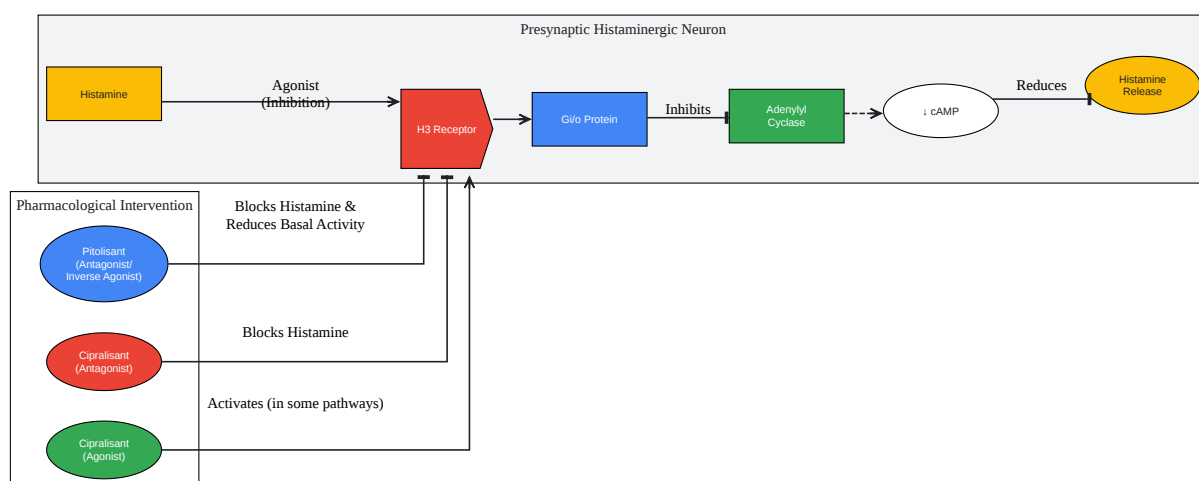 Presynaptic Histaminergic Neuron
Histamine
Agonist
(Inhibition)
H3 Receptor
Gi/o Protein
Inhibits
Adenylyl
Cyclase
↓ cAMP
Reduces
Histamine
Release
Pharmacological Intervention
Blocks Histamine &
Reduces Basal Activity
Pitolisant
(Antagonist/
Inverse Agonist)
Blocks Histamine
Cipralisant
(Antagonist)
Activates (in some pathways)
Cipralisant
(Agonist)